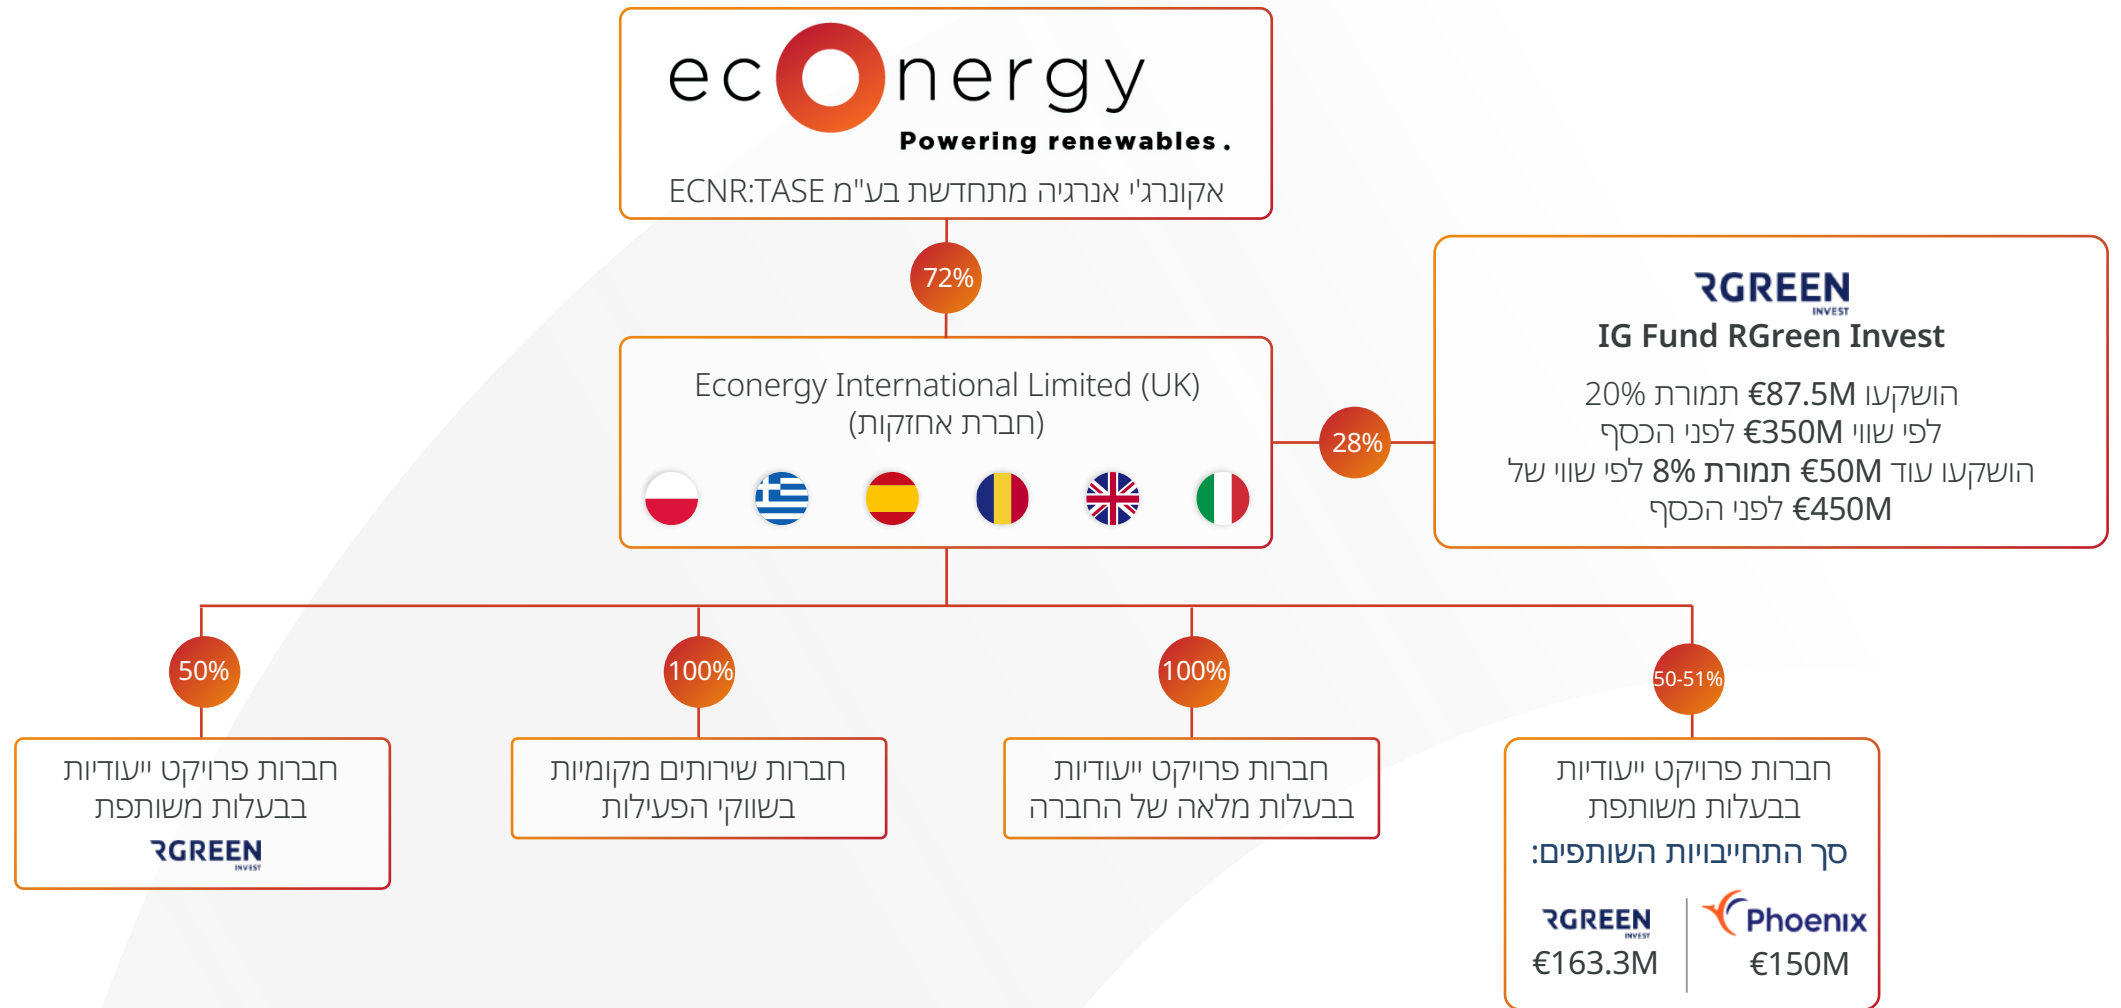 econergy
Powering renewables.
אקונרג'י אנרגיה מתחדשת בע"מ ECNR:TASE
72%
Econergy International Limited (UK)
(חברת אחזקות)
28%
RGREEN
INVEST
IG Fund RGreen Invest
הושקעו €87.5M תמורת 20%
לפי שווי €350M לפני הכסף
הושקעו עוד €50M תמורת 8% לפי שווי של
€450M לפני הכסף
50%
100%
100%
50-51%
חברות פרויקט ייעודיות
בבעלות משותפת
RGREEN
INVEST
חברות שירותים מקומיות
בשווקי הפעילות
חברות פרויקט ייעודיות
בבעלות מלאה של החברה
חברות פרויקט ייעודיות
בבעלות משותפת
סך התחייבויות השותפים:
RGREEN
INVEST
€163.3M
Phoenix
€150M